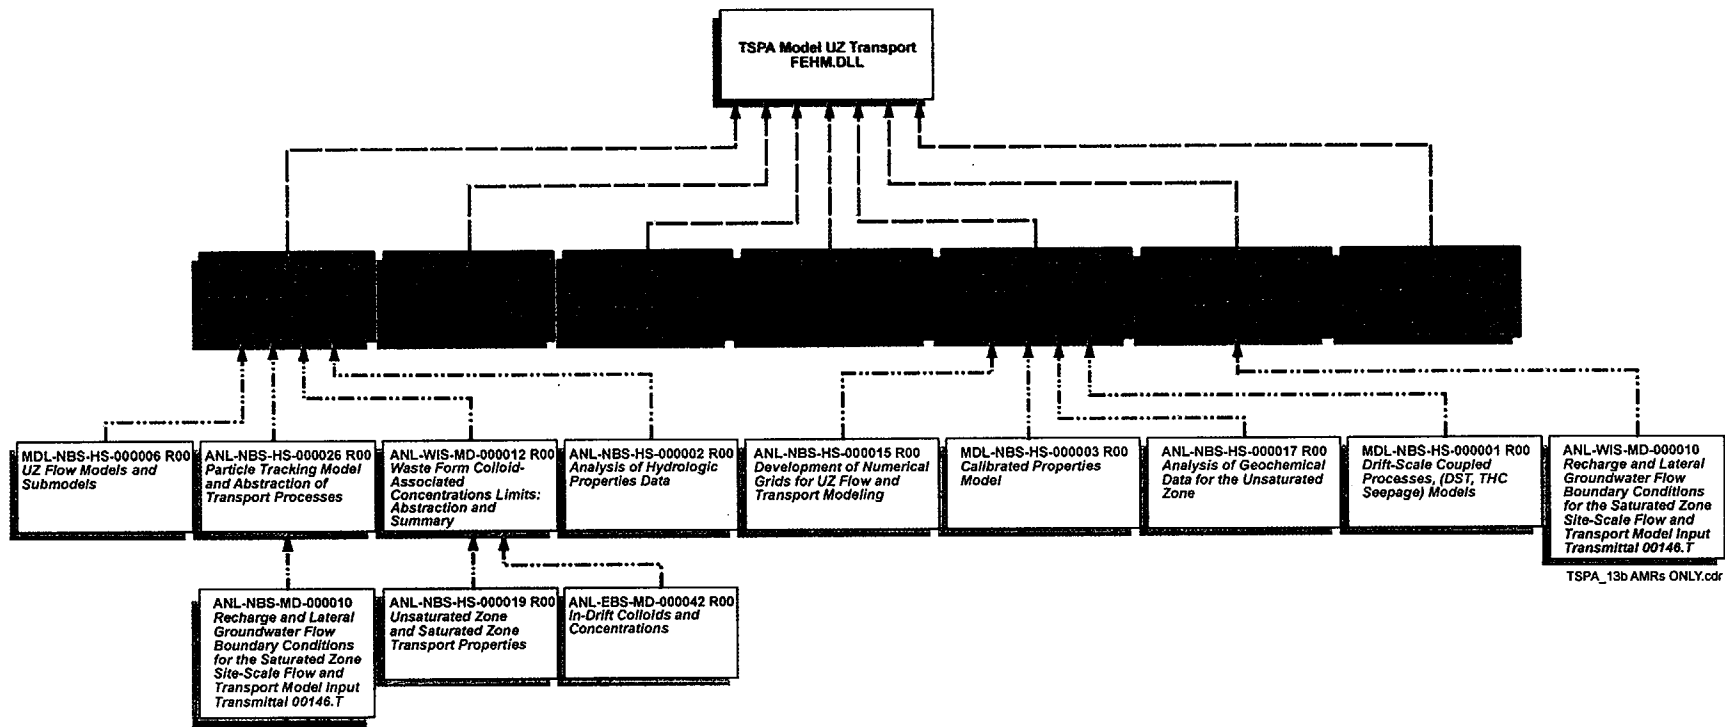 TSPA Model UZ Transport
FEHM.DLL
MDL-NBS-HS-000006 R00
UZ Flow Models and
Submodels
ANL-NBS-HS-000026 R00
Particle Tracking Model
and Abstraction of
Transport Processes
ANL-WIS-MD-000012 R00
Waste Form Colloid-
Associated
Concentrations Limits:
Abstraction and
Summary
ANL-NBS-HS-000002 R00
Analysis of Hydrologic
Properties Data
ANL-NBS-HS-000015 R00
Development of Numerical
Grids for UZ Flow and
Transport Modeling
MDL-NBS-HS-000003 R00
Calibrated Properties
Model
ANL-NBS-HS-000017 R00
Analysis of Geochemical
Data for the Unsaturated
Zone
MDL-NBS-HS-000001 R00
Drift-Scale Coupled
Processes, (DST, THC
Seepage) Models
ANL-WIS-MD-000010
Recharge and Lateral
Groundwater Flow
Boundary Conditions
for the Saturated Zone
Site-Scale Flow and
Transport Model Input
Transmittal 00146.T
TSPA_13b AMRs ONLY.cdr
ANL-NBS-MD-000010
Recharge and Lateral
Groundwater Flow
Boundary Conditions
for the Saturated Zone
Site-Scale Flow and
Transport Model Input
Transmittal 00146.T
ANL-NBS-HS-000019 R00
Unsaturated Zone
and Saturated Zone
Transport Properties
ANL-EBS-MD-000042 R00
In-Drift Colloids and
Concentrations